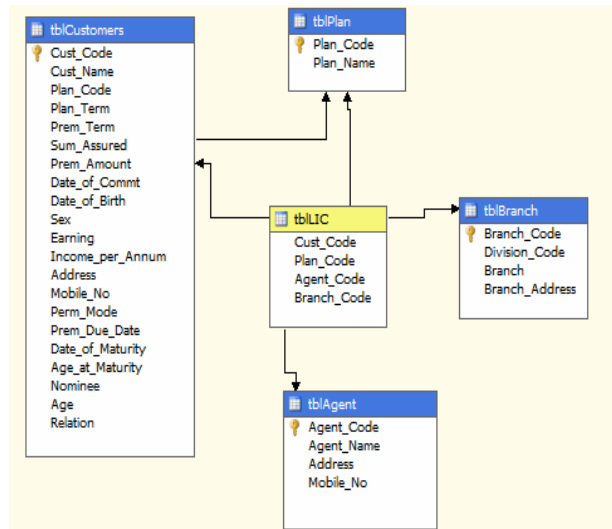 tblCustomers
Cust_Code
Cust_Name
Plan_Code
Plan_Term
Prem_Term
Sum_Assured
Prem_Amount
Date_of_Commt
Date_of_Birth
Sex
Earning
Income_per_Annum
Address
Mobile_No
Perm_Mode
Prem_Due_Date
Date_of_Maturity
Age_at_Maturity
Nominee
Age
Relation
tblPlan
Plan_Code
Plan_Name
tblLIC
Cust_Code
Plan_Code
Agent_Code
Branch_Code
tblBranch
Branch_Code
Division_Code
Branch
Branch_Address
tblAgent
Agent_Code
Agent_Name
Address
Mobile_No